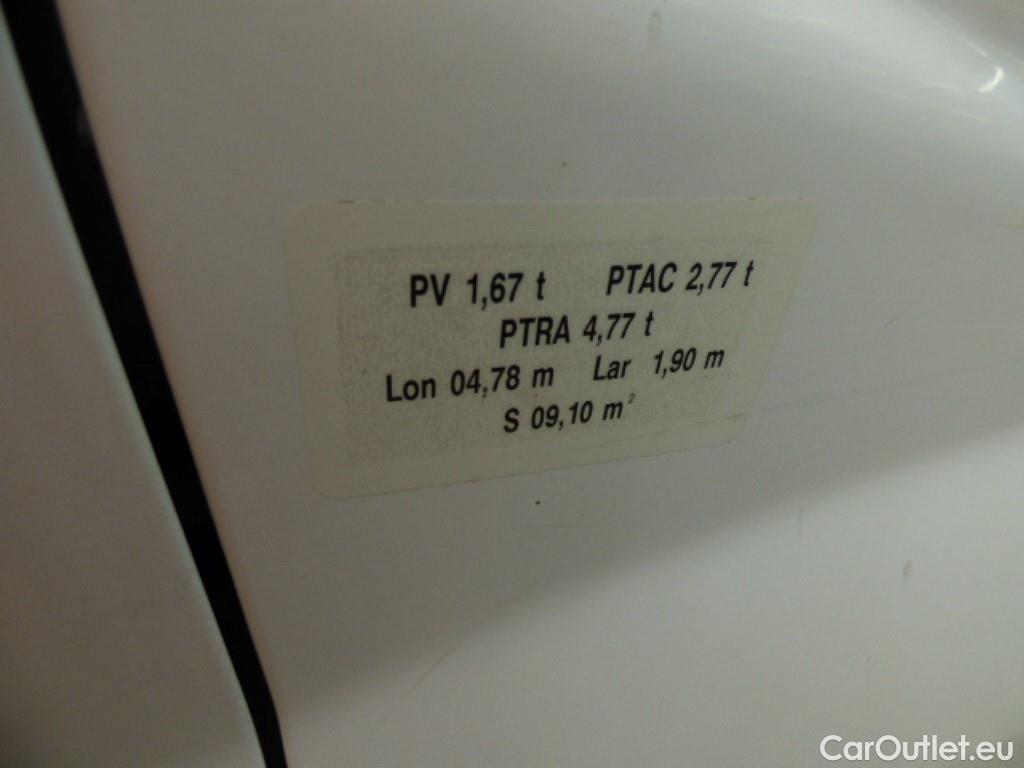 PV 1,67 t PTAC 2,77 t
PTRA 4,77 t
Lon 04,78 m Lar 1,90 m
S 09,10 m²
CarOutlet.eu